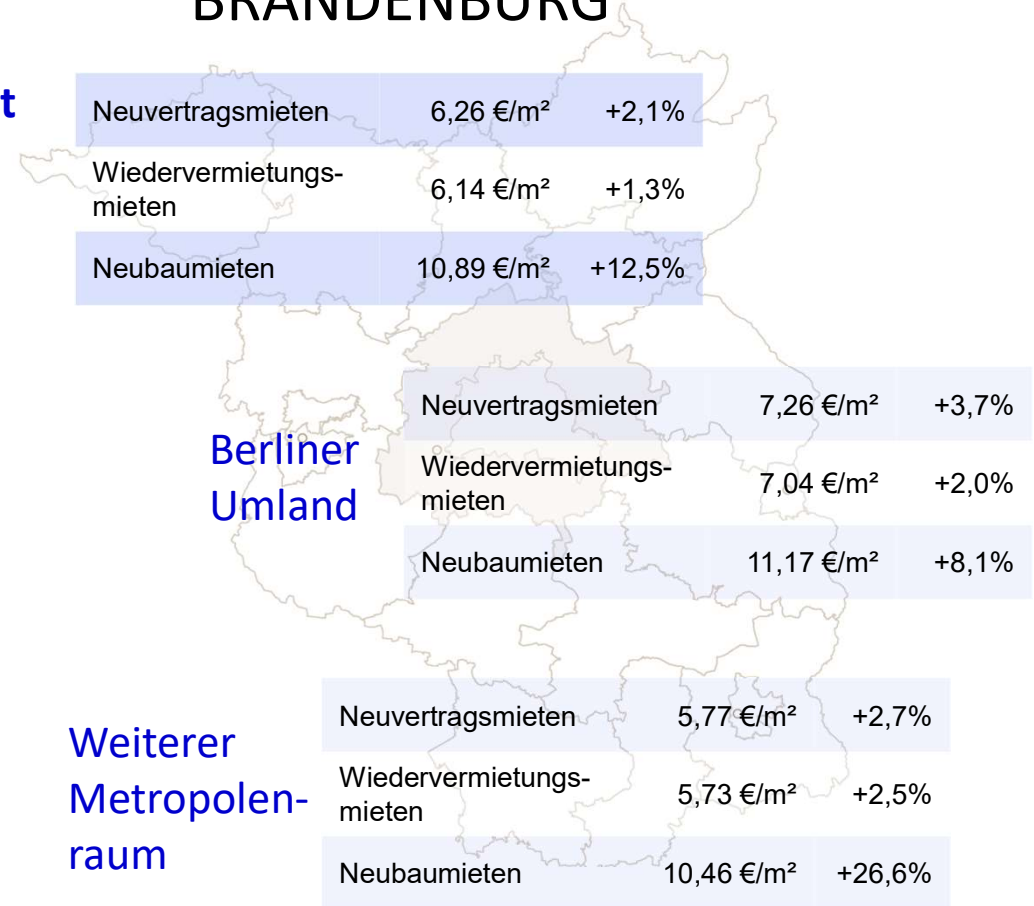 BRANDENBURG
t
Neuvertragsmieten 6,26 €/m² +2,1%
Wiedervermietungs-
mieten 6,14 €/m² +1,3%
Neubaumieten 10,89 €/m² +12,5%
Berliner
Umland
Neuvertragsmieten 7,26 €/m² +3,7%
Wiedervermietungs-
mieten 7,04 €/m² +2,0%
Neubaumieten 11,17 €/m² +8,1%
Weiterer
Metropolen-
raum
Neuvertragsmieten 5,77 €/m² +2,7%
Wiedervermietungs-
mieten 5,73 €/m² +2,5%
Neubaumieten 10,46 €/m² +26,6%